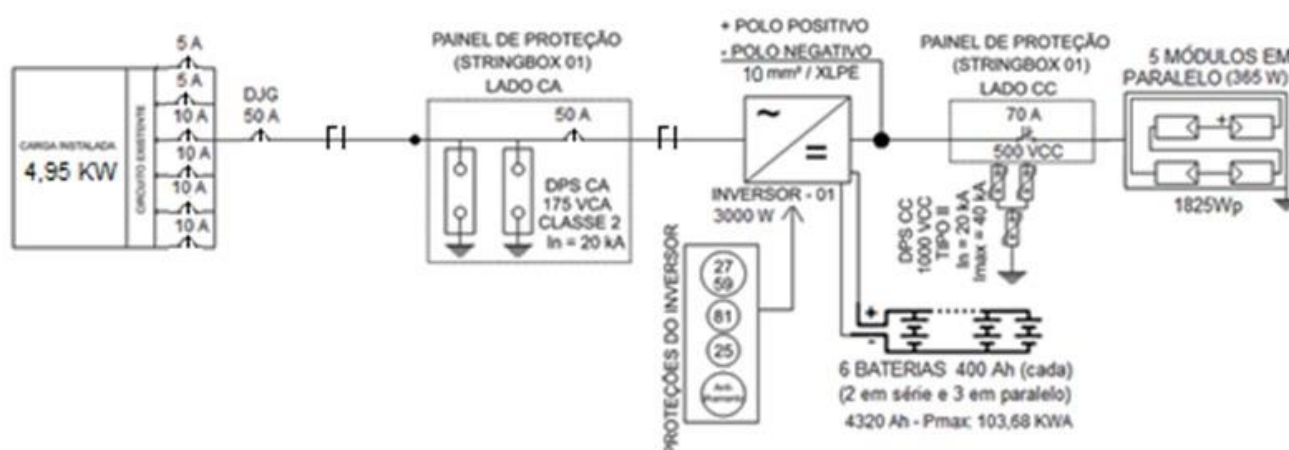 5 A
5 A
10 A
10 A
10 A
10 A
CARGA INSTALADA
4,95 KW
CIRCUITO EXISTENTE
DJG
50 A
PAINEL DE PROTEÇÃO
(STRINGBOX 01)
LADO CA
50 A
DPS CA
175 VCA
CLASSE 2
In = 20 kA
+ POLO POSITIVO
- POLO NEGATIVO
10 mm² / XLPE
~
=
INVERSOR - 01
3000 W
PROTEÇÕES DO INVERSOR
27
59
81
25
PAINEL DE PROTEÇÃO
(STRINGBOX 01)
LADO CC
70 A
500 VCC
DPS CC
1000 VCC
TIPO II
In = 20 kA
Imax = 40 kA
5 MÓDULOS EM
PARALELO (365 W)
+
1825Wp
+
-
6 BATERIAS 400 Ah (cada)
(2 em série e 3 em paralelo)
4320 Ah - Pmax: 103,68 KWA